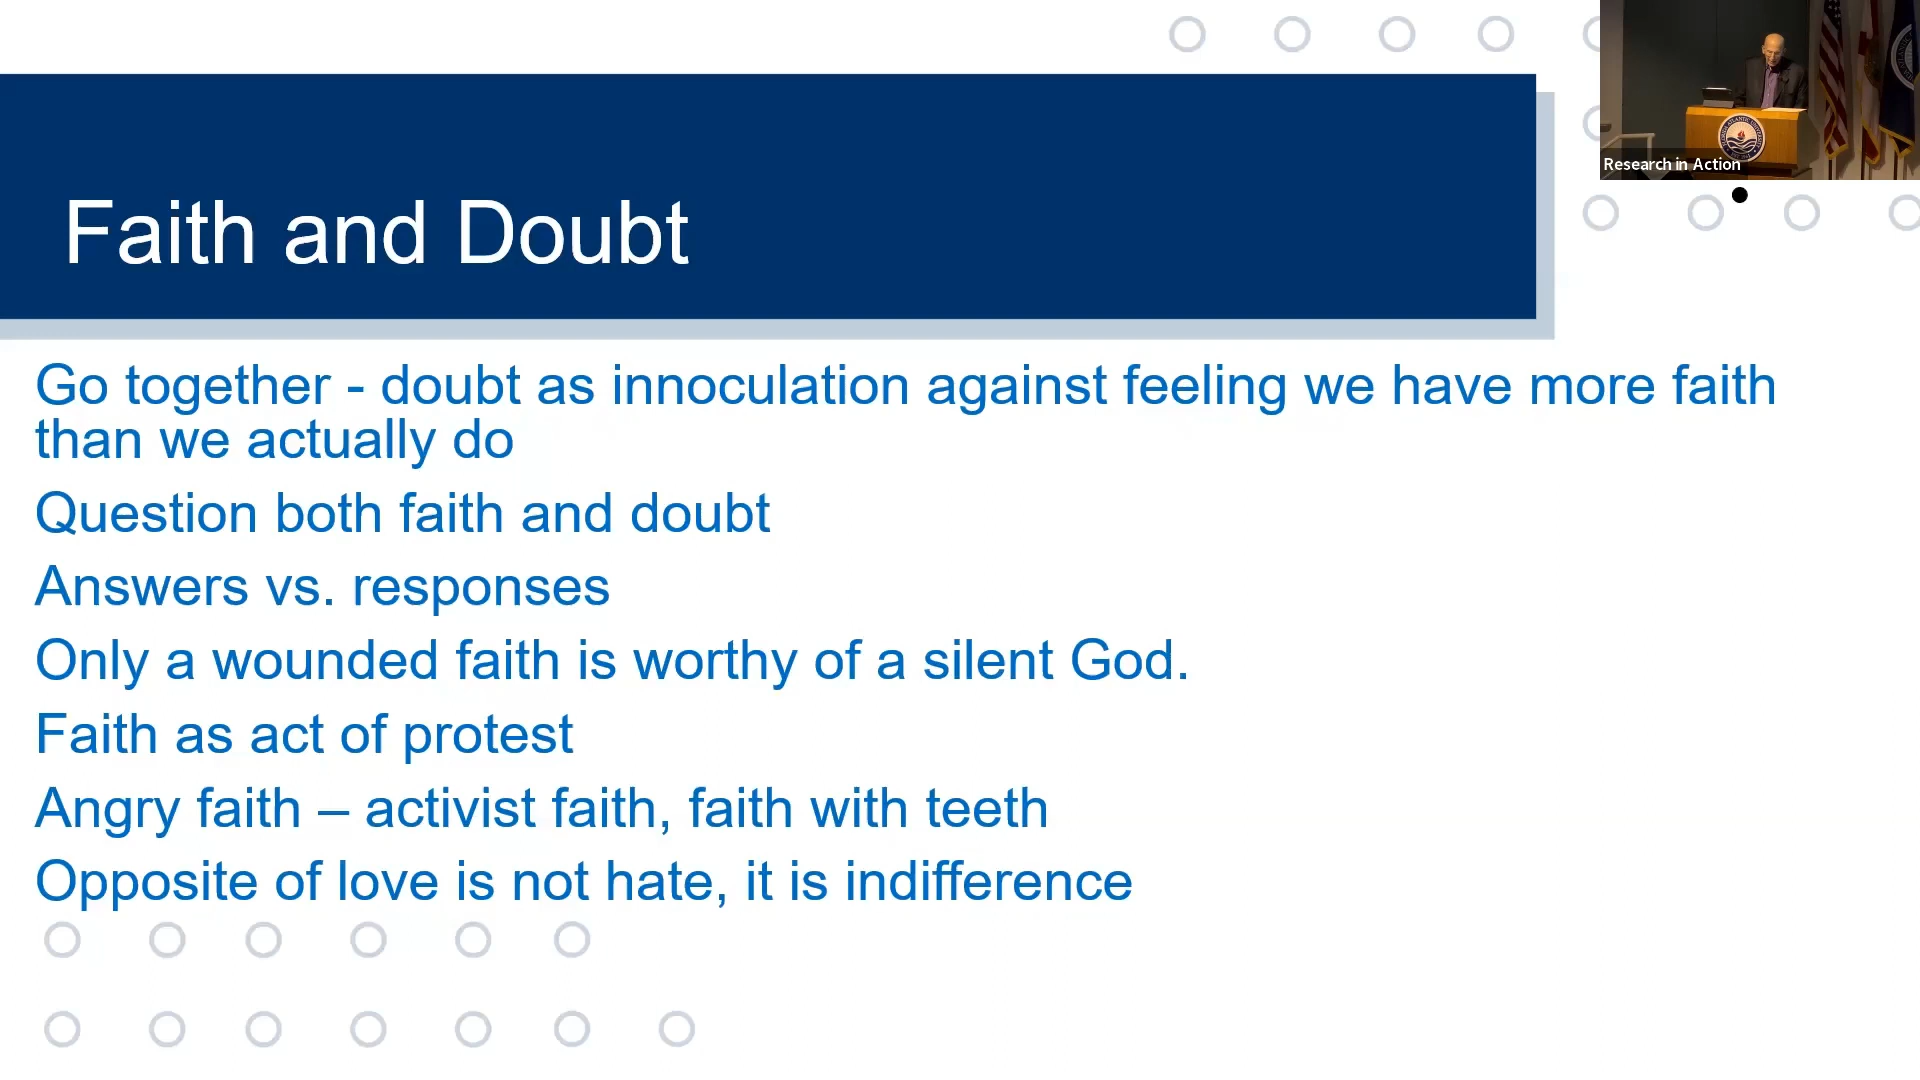 Faith and Doubt
Research in Action
Go together - doubt as innoculation against feeling we have more faith
than we actually do
Question both faith and doubt
Answers vs. responses
Only a wounded faith is worthy of a silent God.
Faith as act of protest
Angry faith – activist faith, faith with teeth
Opposite of love is not hate, it is indifference